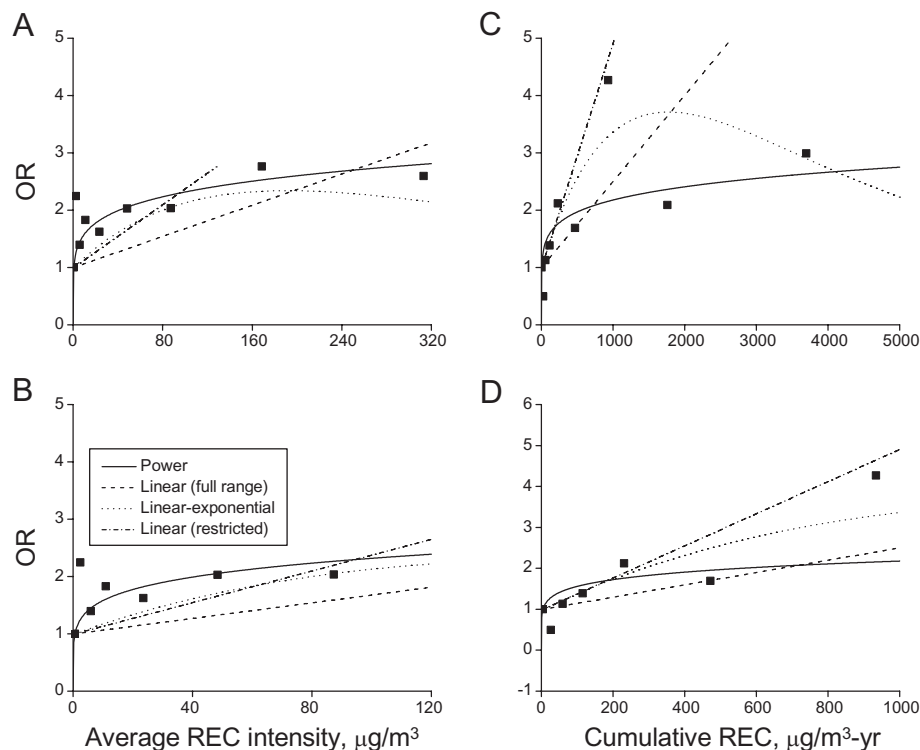 A
5
4
3
2
1
0
OR
0 80 160 240 320
C
5
4
3
2
1
0
0 1000 2000 3000 4000 5000
B
5
4
3
2
1
0
OR
Power
Linear (full range)
Linear-exponential
Linear (restricted)
0 40 80 120
Average REC intensity, μg/m³
D
6
5
4
3
2
1
0
-1
0 200 400 600 800 1000
Cumulative REC, μg/m³-yr